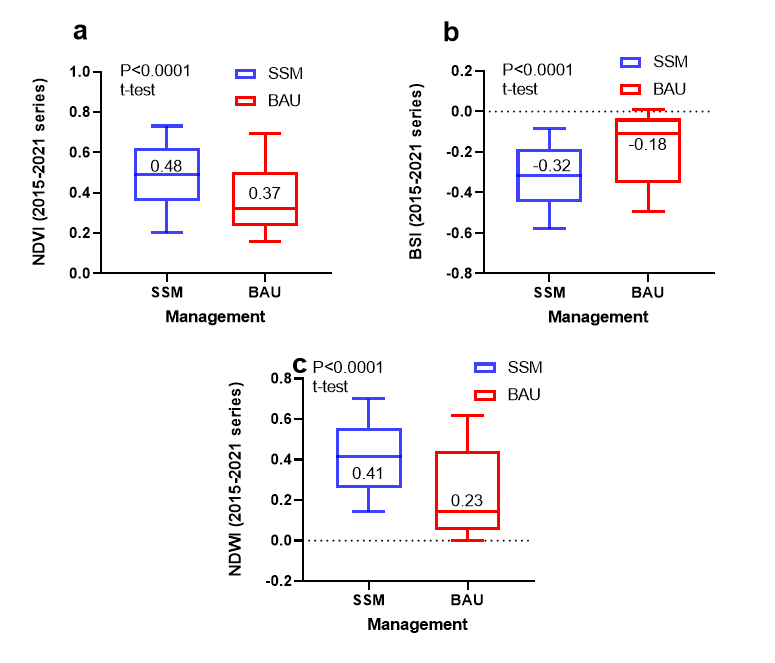 a
P<0.0001
t-test
SSM
BAU
NDVI (2015-2021 series)
1.0
0.8
0.6
0.4
0.2
0.0
0.48
0.37
SSM
BAU
Management
b
P<0.0001
t-test
SSM
BAU
BSI (2015-2021 series)
0.2
0.0
-0.2
-0.4
-0.6
-0.8
-0.32
-0.18
SSM
BAU
Management
c
P<0.0001
t-test
SSM
BAU
NDWI (2015-2021 series)
0.8
0.6
0.4
0.2
0.0
-0.2
0.41
0.23
SSM
BAU
Management